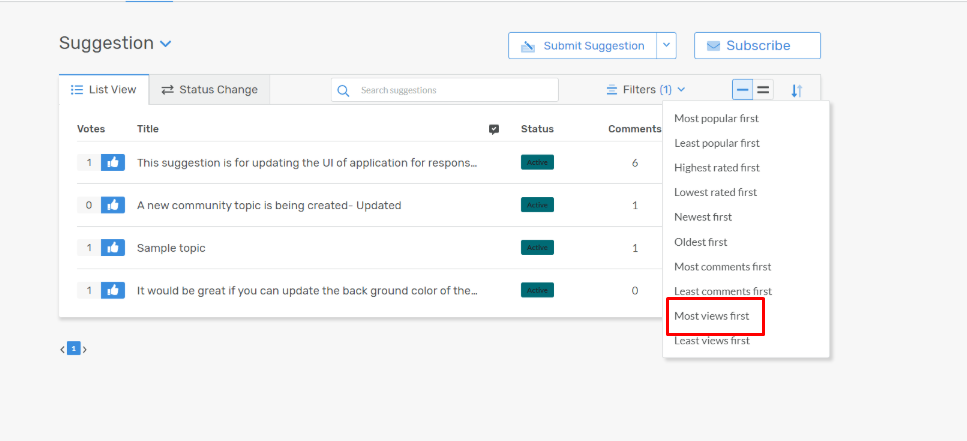 Suggestion
Submit Suggestion
Subscribe
List View
Status Change
Search suggestions
Filters (1)
Votes Title Status Comments
1 This suggestion is for updating the UI of application for respons... Active 6
0 A new community topic is being created- Updated Active 1
1 Sample topic Active 1
1 It would be great if you can update the back ground color of the... Active 0
Most popular first
Least popular first
Highest rated first
Lowest rated first
Newest first
Oldest first
Most comments first
Least comments first
Most views first
Least views first
1